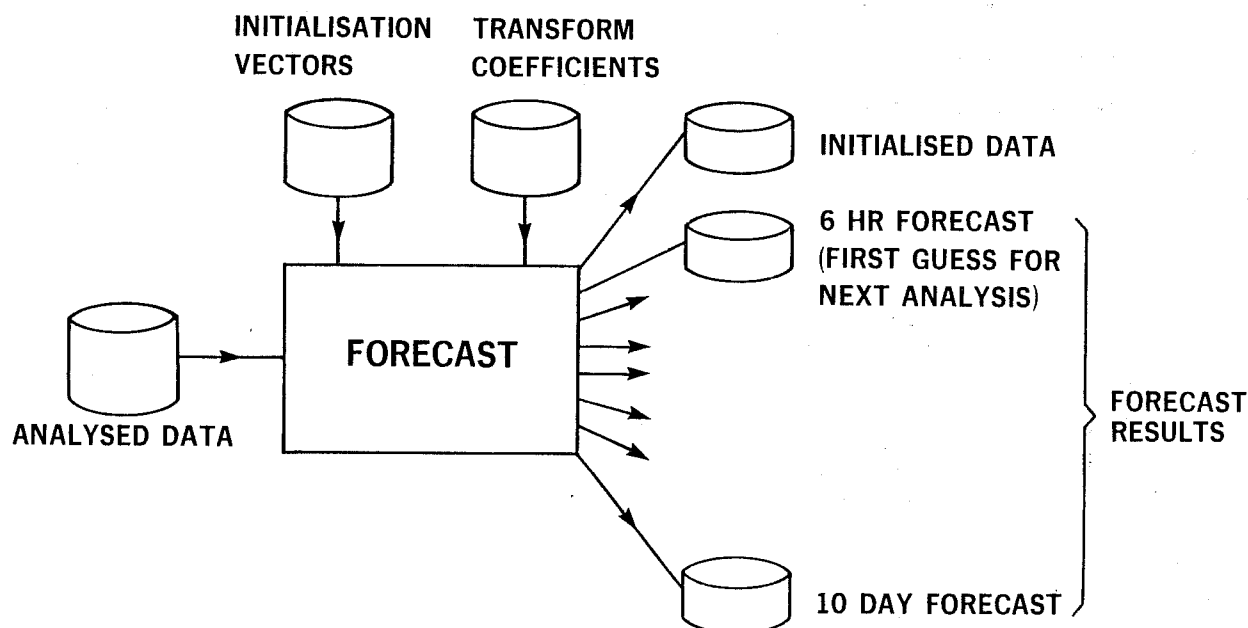 INITIALISATION
VECTORS
TRANSFORM
COEFFICIENTS
INITIALISED DATA
6 HR FORECAST
(FIRST GUESS FOR
NEXT ANALYSIS)
FORECAST
ANALYSED DATA
FORECAST
RESULTS
10 DAY FORECAST